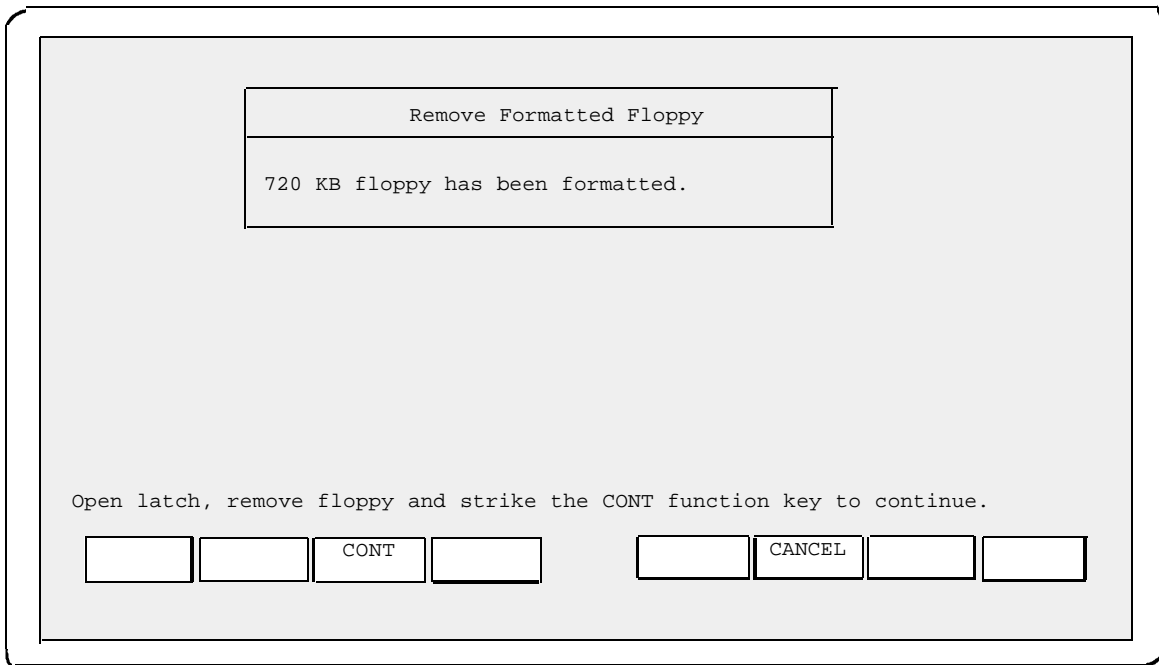 Remove Formatted Floppy
720 KB floppy has been formatted.
Open latch, remove floppy and strike the CONT function key to continue.
CONT
CANCEL